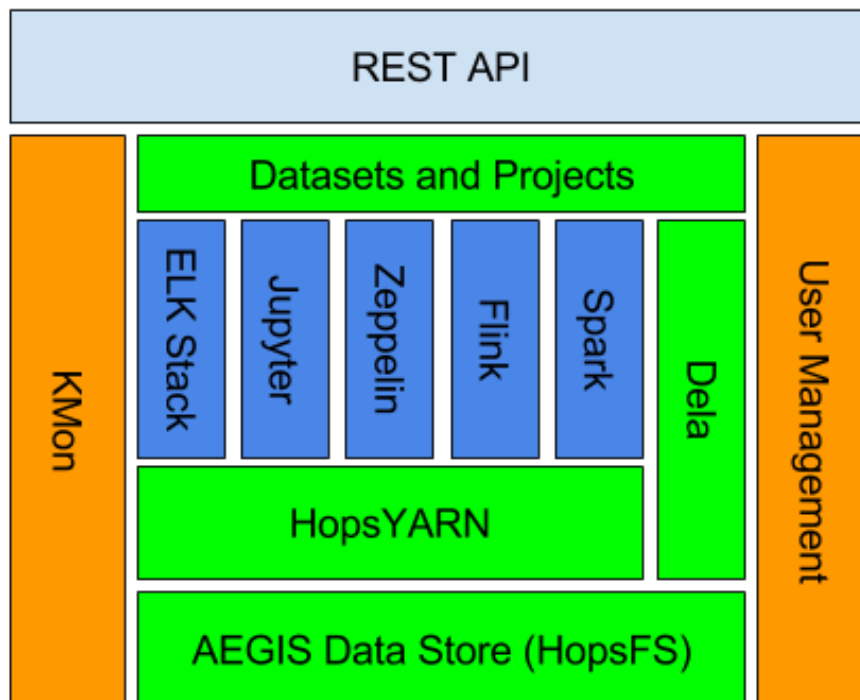 REST API
KMon
Datasets and Projects
ELK Stack
Jupyter
Zeppelin
Flink
Spark
Dela
User Management
HopsYARN
AEGIS Data Store (HopsFS)